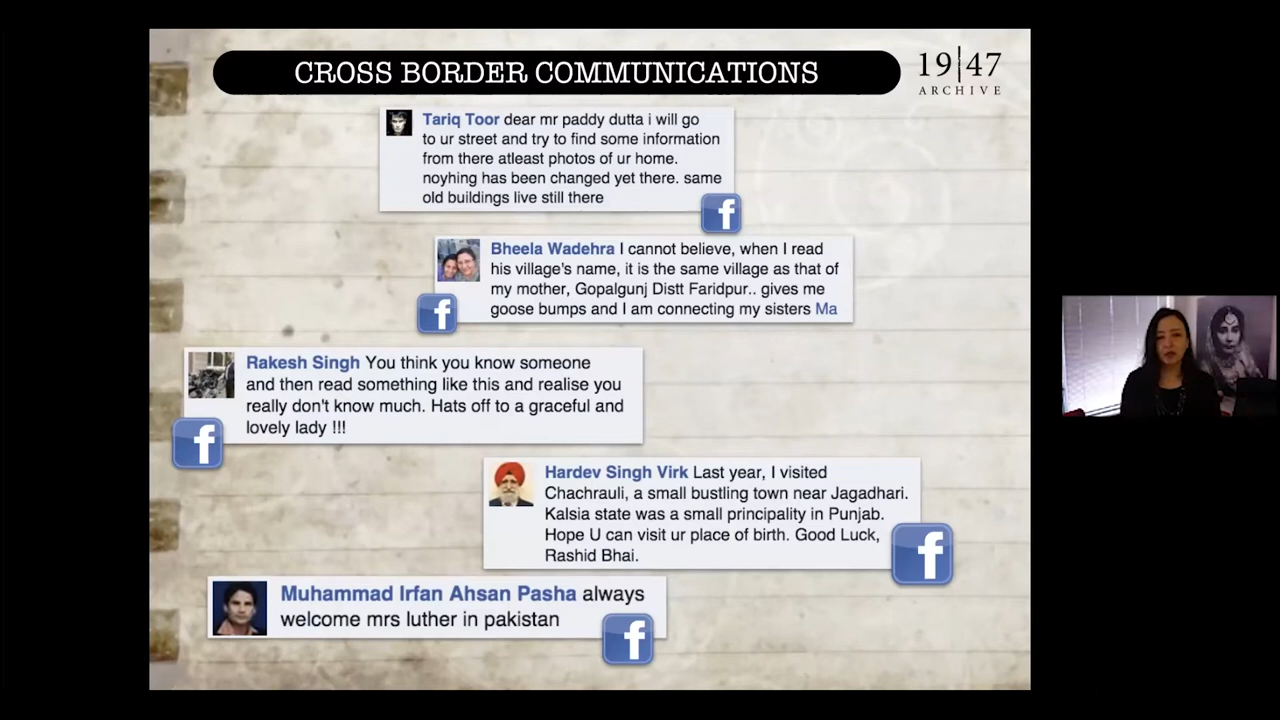 CROSS BORDER COMMUNICATIONS
19|47
ARCHIVE
Tariq Toor dear mr paddy dutta i will go
to ur street and try to find some information
from there atleast photos of ur home.
noyhing has been changed yet there. same
old buildings live still there
f
Bheela Wadehra I cannot believe, when I read
his village's name, it is the same village as that of
my mother, Gopalgunj Distt Faridpur.. gives me
goose bumps and I am connecting my sisters Ma
f
Rakesh Singh You think you know someone
and then read something like this and realise you
really don't know much. Hats off to a graceful and
lovely lady !!!
f
Hardev Singh Virk Last year, I visited
Chachrauli, a small bustling town near Jagadhari.
Kalsia state was a small principality in Punjab.
Hope U can visit ur place of birth. Good Luck,
Rashid Bhai.
f
Muhammad Irfan Ahsan Pasha always
welcome mrs luther in pakistan
f